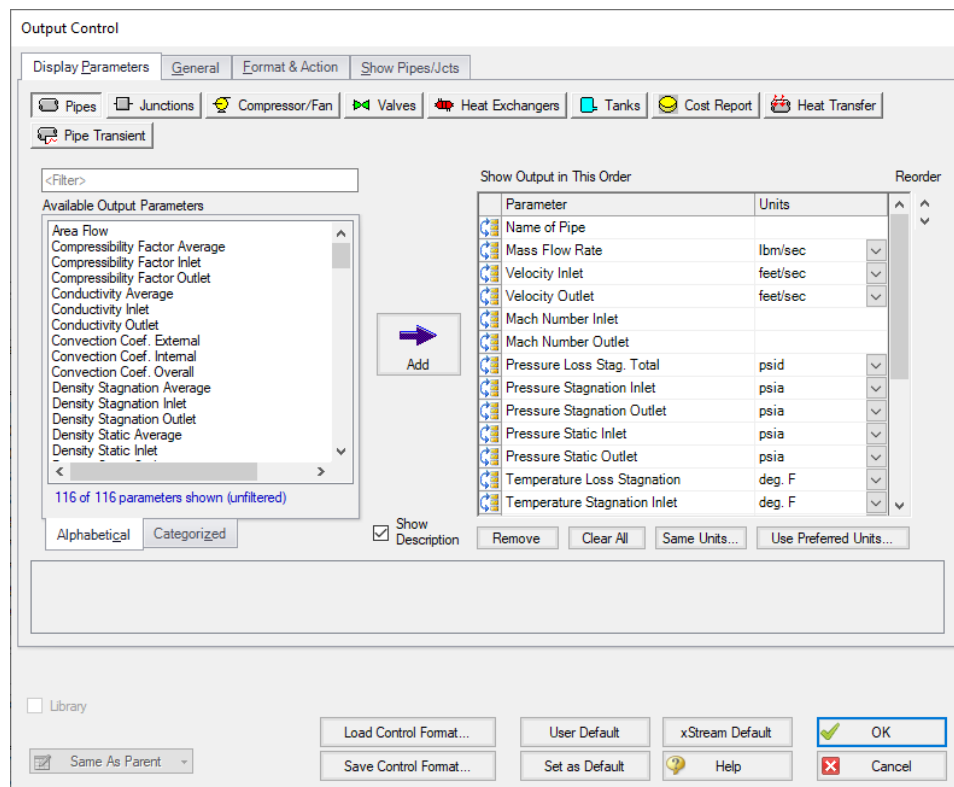 Output Control
Display Parameters General Format & Action Show Pipes/Jcts
Pipes Junctions Compressor/Fan Valves Heat Exchangers Tanks Cost Report Heat Transfer
Pipe Transient
<Filter>
Show Output in This Order Reorder
Available Output Parameters
Area Flow
Compressibility Factor Average
Compressibility Factor Inlet
Compressibility Factor Outlet
Conductivity Average
Conductivity Inlet
Conductivity Outlet
Convection Coef. External
Convection Coef. Internal
Convection Coef. Overall
Density Stagnation Average
Density Stagnation Inlet
Density Stagnation Outlet
Density Static Average
Density Static Inlet
116 of 116 parameters shown (unfiltered)
Alphabetical Categorized
Add
Show
Description
Parameter Units
Name of Pipe
Mass Flow Rate lbm/sec
Velocity Inlet feet/sec
Velocity Outlet feet/sec
Mach Number Inlet
Mach Number Outlet
Pressure Loss Stag. Total psid
Pressure Stagnation Inlet psia
Pressure Stagnation Outlet psia
Pressure Static Inlet psia
Pressure Static Outlet psia
Temperature Loss Stagnation deg. F
Temperature Stagnation Inlet deg. F
Remove Clear All Same Units... Use Preferred Units...
Library
Load Control Format... User Default xStream Default OK
Same As Parent Save Control Format... Set as Default Help Cancel